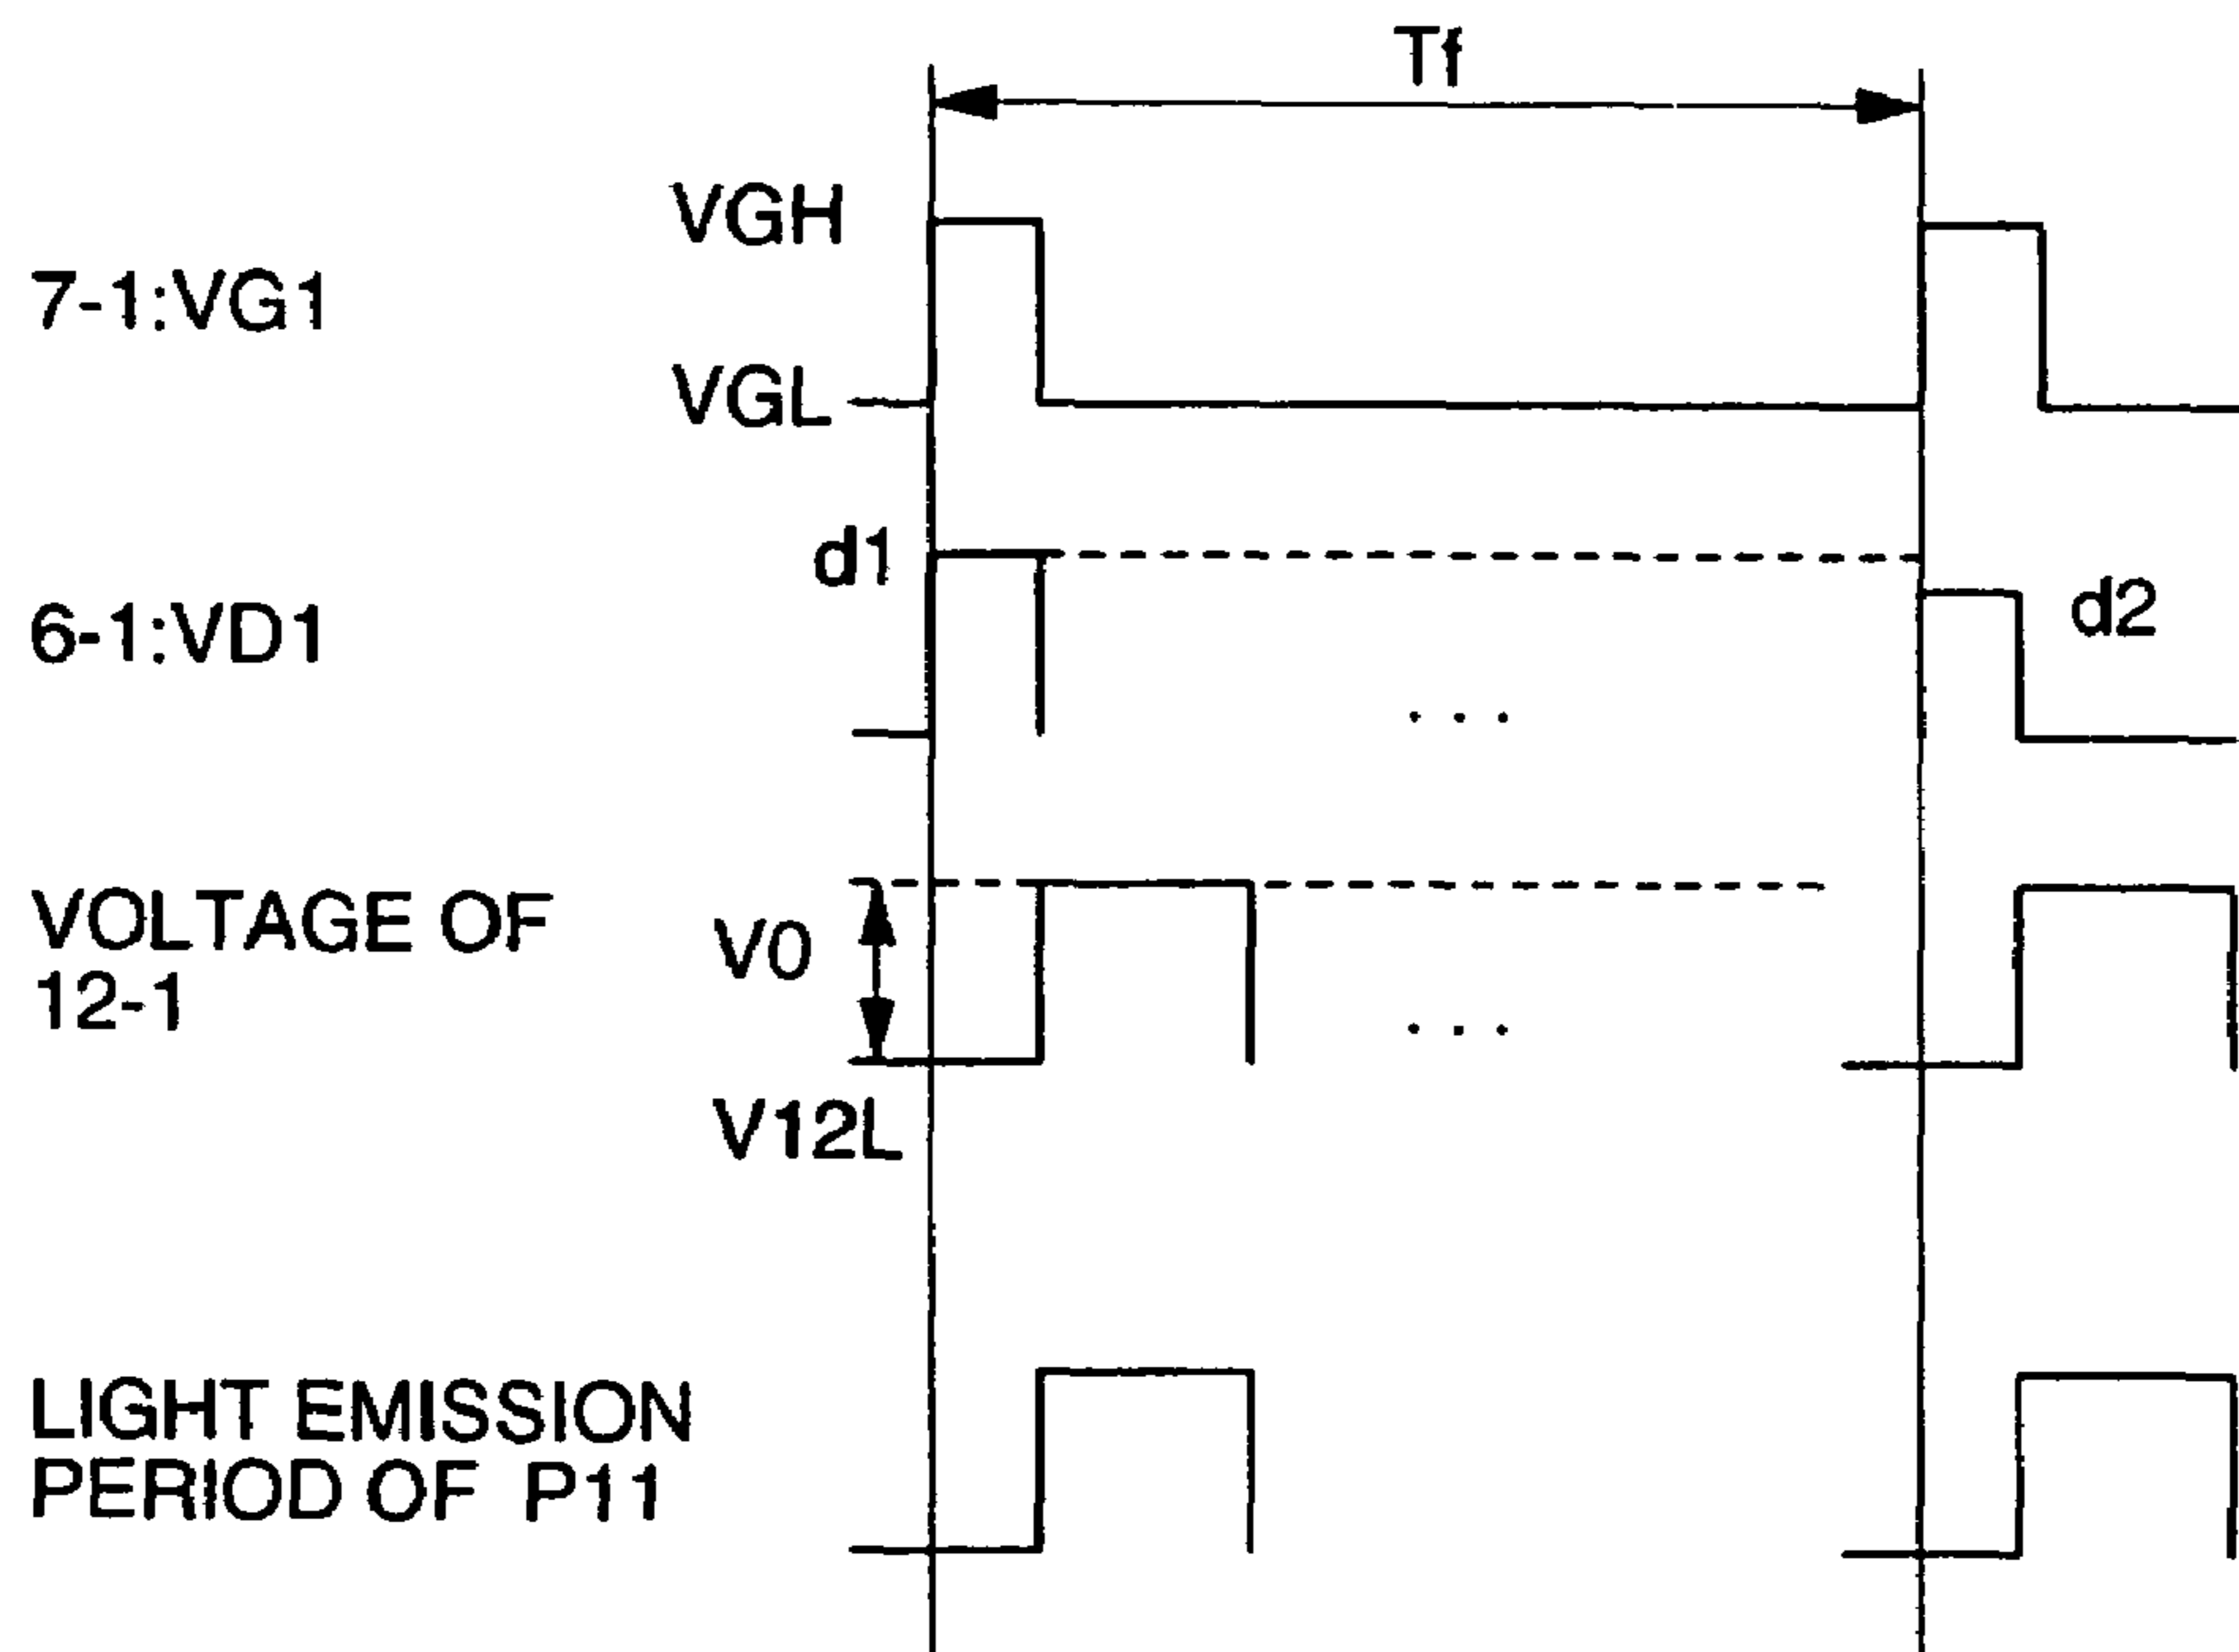 Tf
VGH
7-1:VG1
VGL
d1
6-1:VD1
d2
. . .
VOLTAGE OF
12-1
V0
. . .
V12L
LIGHT EMISSION
PERIOD OF P11